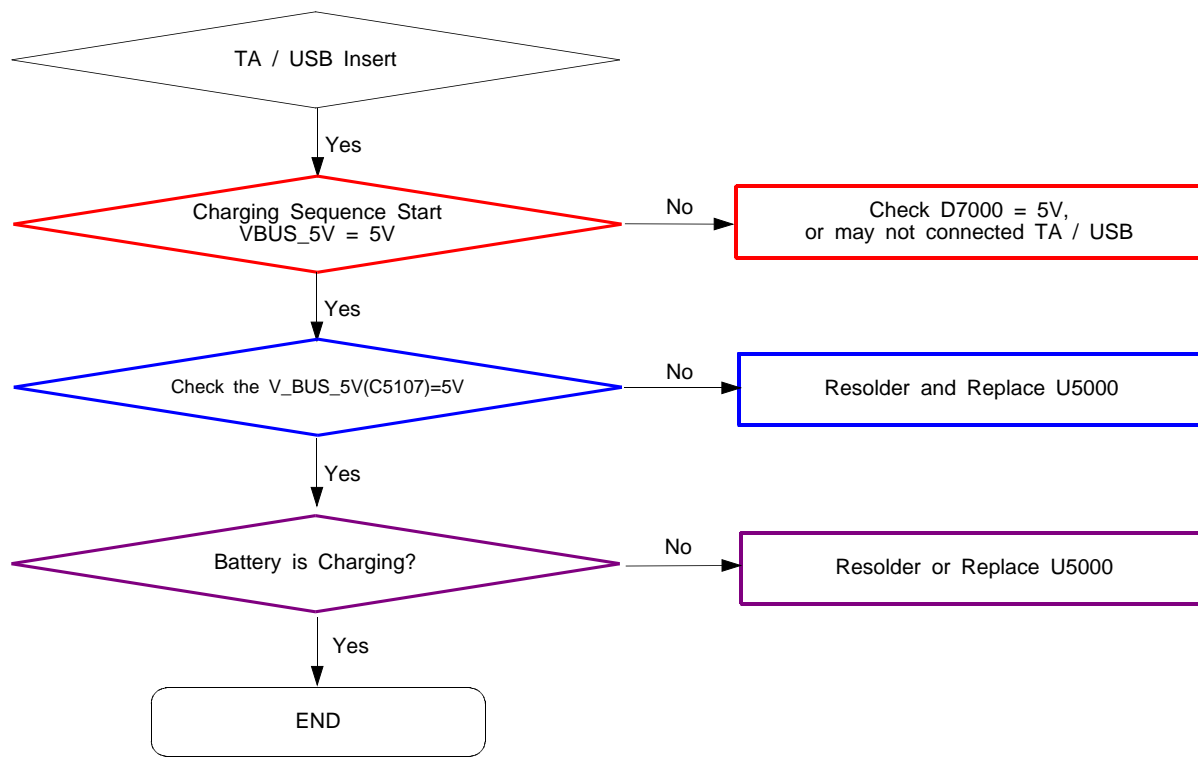 TA / USB Insert
Yes
Charging Sequence Start
VBUS_5V = 5V
No
Check D7000 = 5V,
or may not connected TA / USB
Yes
Check the V_BUS_5V(C5107)=5V
No
Resolder and Replace U5000
Yes
Battery is Charging?
No
Resolder or Replace U5000
Yes
END